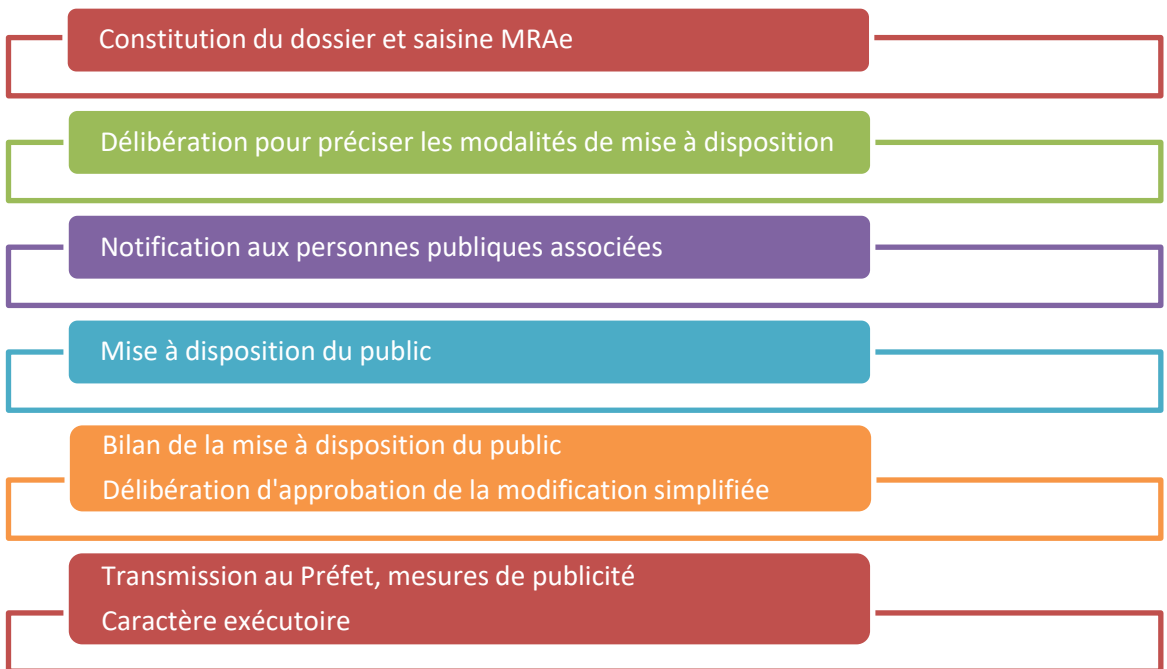 Constitution du dossier et saisine MRAe
Délibération pour préciser les modalités de mise à disposition
Notification aux personnes publiques associées
Mise à disposition du public
Bilan de la mise à disposition du public
Délibération d'approbation de la modification simplifiée
Transmission au Préfet, mesures de publicité
Caractère exécutoire